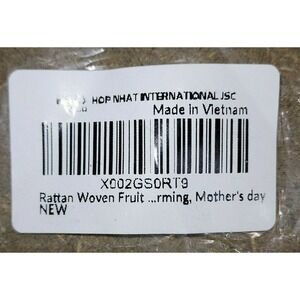 HOP NHAT INTERNATIONAL JSC
Made in Vietnam
X002GS0RT9
Rattan Woven Fruit ...rming, Mother's day
NEW